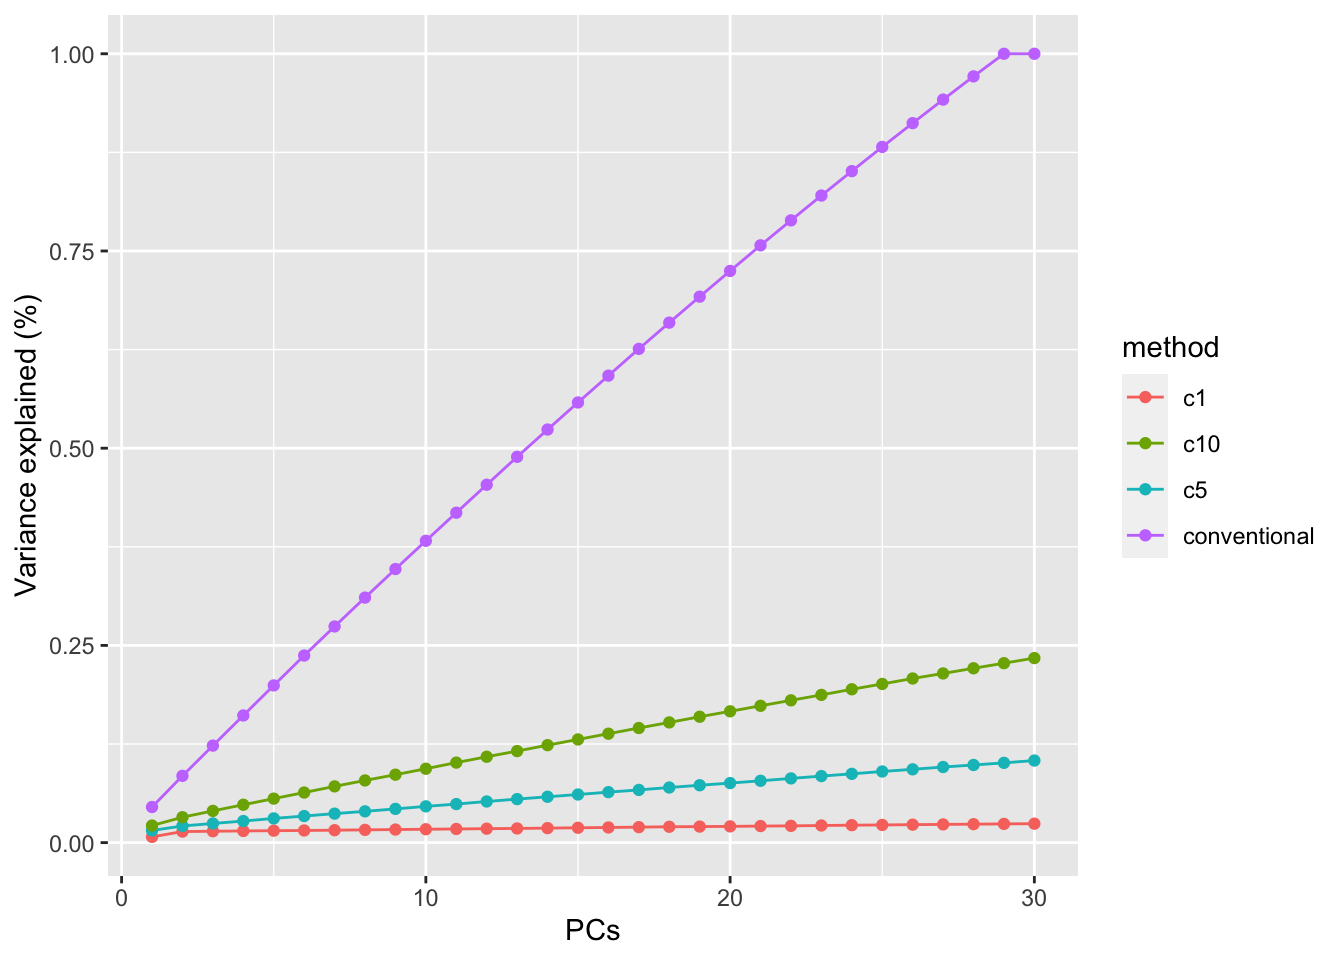 1.00
0.75
0.50
0.25
0.00
Variance explained (%)
0
10
20
30
PCs
method
c1
c10
c5
conventional